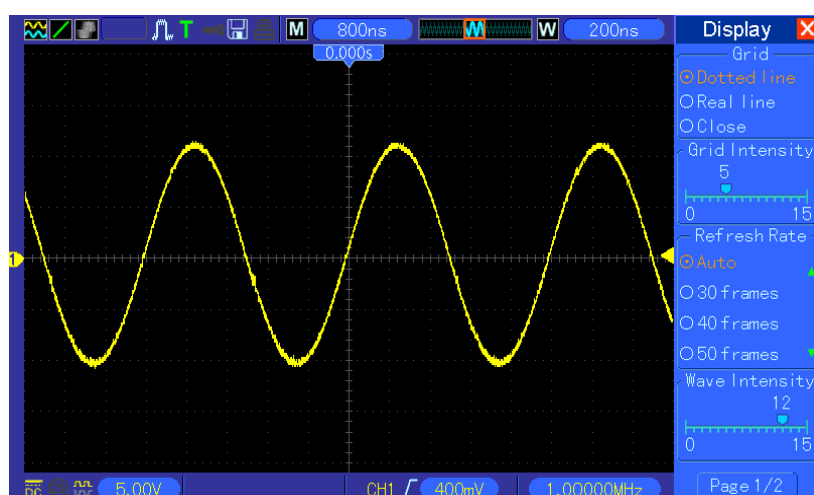 T M 800ns W 200ns Display X
0.000s
Grid
Dotted line
Real line
Close
Grid Intensity
5
0 15
Refresh Rate
1
Auto
30 frames
40 frames
50 frames
Wave Intensity
12
0 15
DC 5.00V CH1 400mV 1.00000MHz Page 1/2